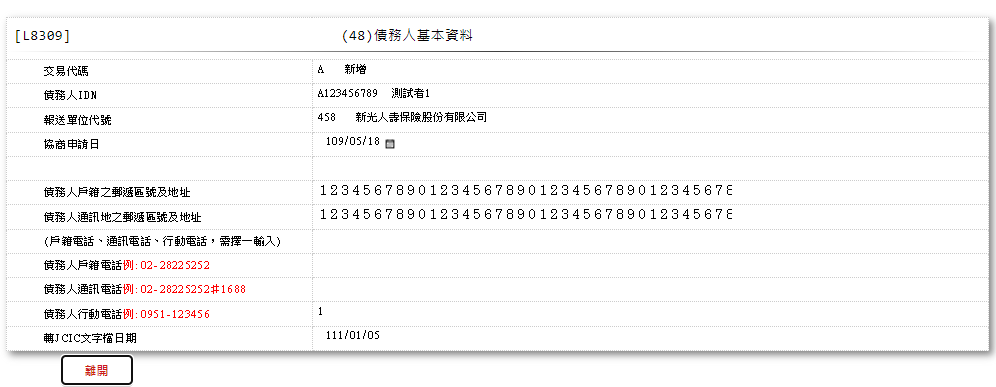 [L8309] (48)債務人基本資料
交易代碼 A 新增
債務人IDN A123456789 測試者1
報送單位代號 458 新光人壽保險股份有限公司
協商申請日 109/05/18
債務人戶籍之郵遞區號及地址 12345678901234567890123456789012345678
債務人通訊地之郵遞區號及地址 12345678901234567890123456789012345678
(戶籍電話、通訊電話、行動電話，需擇一輸入)
債務人戶籍電話例:02-28225252
債務人通訊電話例:02-28225252#1688
債務人行動電話例:0951-123456 1
轉JCIC文字檔日期 111/01/05
離開